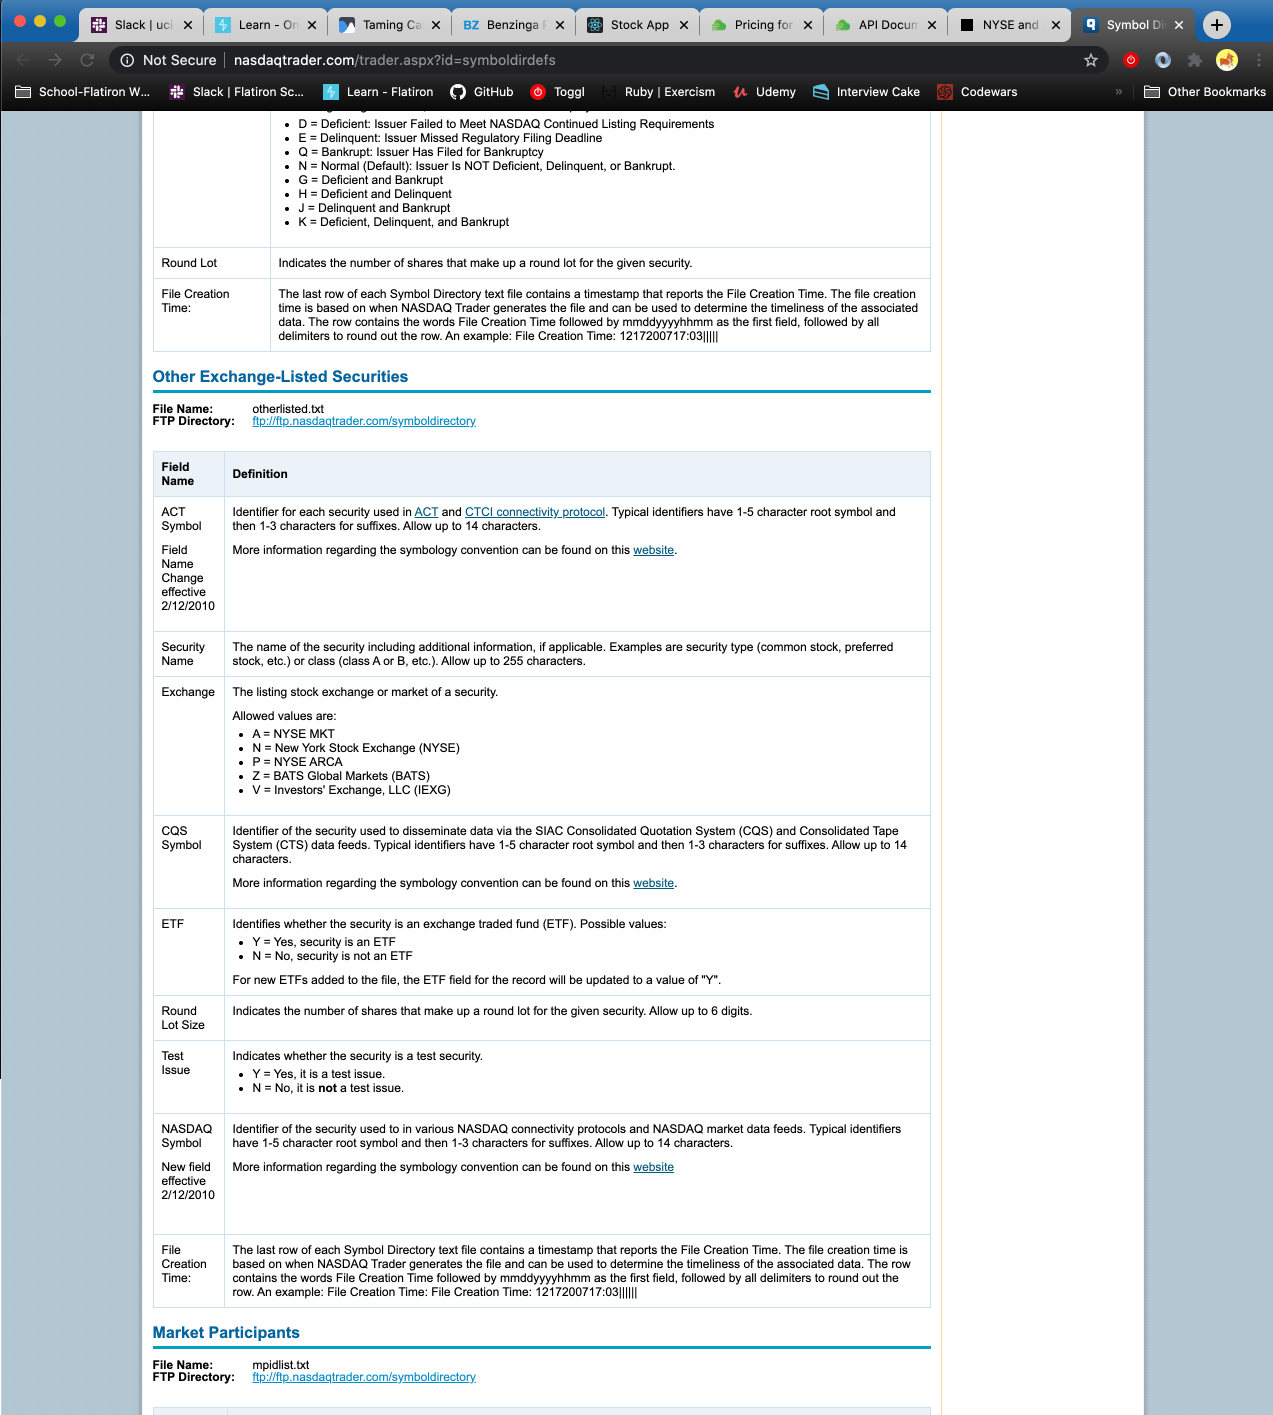 Slack | uc
Learn - On
Taming Ca
BZ Benzinga
Stock App
Pricing for
API Docum
NYSE and
Symbol Di
Not Secure | nasdaqtrader.com/trader.aspx?id=symboldirdefs
School-Flatiron W...
Slack | Flatiron Sc...
Learn - Flatiron
GitHub
Toggl
Ruby | Exercism
Udemy
Interview Cake
Codewars
»
Other Bookmarks
• D = Deficient: Issuer Failed to Meet NASDAQ Continued Listing Requirements
• E = Delinquent: Issuer Missed Regulatory Filing Deadline
• Q = Bankrupt: Issuer Has Filed for Bankruptcy
• N = Normal (Default): Issuer Is NOT Deficient, Delinquent, or Bankrupt.
• G = Deficient and Bankrupt
• H = Deficient and Delinquent
• J = Delinquent and Bankrupt
• K = Deficient, Delinquent, and Bankrupt
Round Lot
Indicates the number of shares that make up a round lot for the given security.
File Creation
Time:
The last row of each Symbol Directory text file contains a timestamp that reports the File Creation Time. The file creation
time is based on when NASDAQ Trader generates the file and can be used to determine the timeliness of the associated
data. The row contains the words File Creation Time followed by mmddyyyyhhmm as the first field, followed by all
delimiters to round out the row. An example: File Creation Time: 1217200717:03|||||
Other Exchange-Listed Securities
File Name: otherlisted.txt
FTP Directory: ftp://ftp.nasdaqtrader.com/symboldirectory
Field
Name
Definition
ACT
Symbol
Field
Name
Change
effective
2/12/2010
Identifier for each security used in ACT and CTCI connectivity protocol. Typical identifiers have 1-5 character root symbol and
then 1-3 characters for suffixes. Allow up to 14 characters.
More information regarding the symbology convention can be found on this website.
Security
Name
The name of the security including additional information, if applicable. Examples are security type (common stock, preferred
stock, etc.) or class (class A or B, etc.). Allow up to 255 characters.
Exchange
The listing stock exchange or market of a security.
Allowed values are:
• A = NYSE MKT
• N = New York Stock Exchange (NYSE)
• P = NYSE ARCA
• Z = BATS Global Markets (BATS)
• V = Investors' Exchange, LLC (IEXG)
CQS
Symbol
Identifier of the security used to disseminate data via the SIAC Consolidated Quotation System (CQS) and Consolidated Tape
System (CTS) data feeds. Typical identifiers have 1-5 character root symbol and then 1-3 characters for suffixes. Allow up to 14
characters.
More information regarding the symbology convention can be found on this website.
ETF
Identifies whether the security is an exchange traded fund (ETF). Possible values:
• Y = Yes, security is an ETF
• N = No, security is not an ETF
For new ETFs added to the file, the ETF field for the record will be updated to a value of "Y".
Round
Lot Size
Indicates the number of shares that make up a round lot for the given security. Allow up to 6 digits.
Test
Issue
Indicates whether the security is a test security.
• Y = Yes, it is a test issue.
• N = No, it is not a test issue.
NASDAQ
Symbol
New field
effective
2/12/2010
Identifier of the security used to in various NASDAQ connectivity protocols and NASDAQ market data feeds. Typical identifiers
have 1-5 character root symbol and then 1-3 characters for suffixes. Allow up to 14 characters.
More information regarding the symbology convention can be found on this website
File
Creation
Time:
The last row of each Symbol Directory text file contains a timestamp that reports the File Creation Time. The file creation time is
based on when NASDAQ Trader generates the file and can be used to determine the timeliness of the associated data. The row
contains the words File Creation Time followed by mmddyyyyhhmm as the first field, followed by all delimiters to round out the
row. An example: File Creation Time: File Creation Time: 1217200717:03||||||
Market Participants
File Name: mpidlist.txt
FTP Directory: ftp://ftp.nasdaqtrader.com/symboldirectory